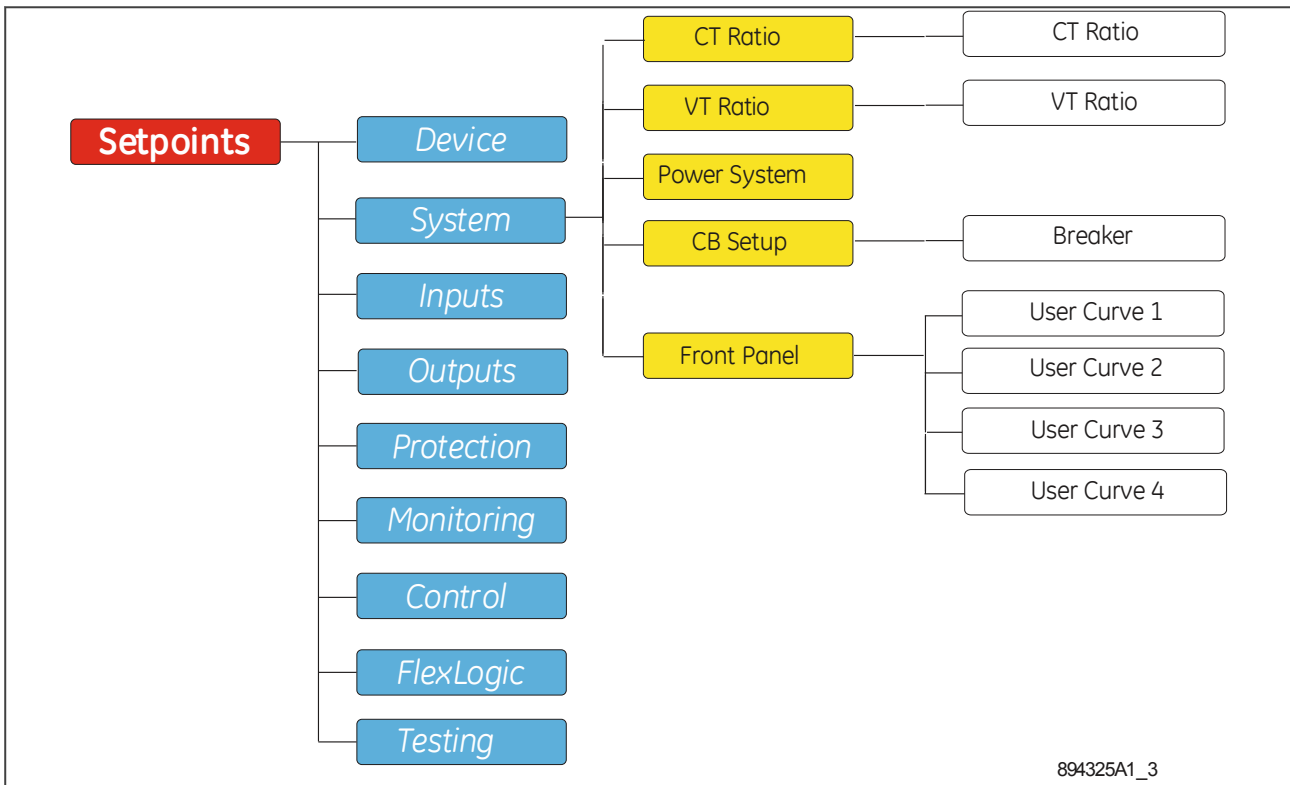 Setpoints
Device
System
Inputs
Outputs
Protection
Monitoring
Control
FlexLogic
Testing
CT Ratio
VT Ratio
Power System
CB Setup
Front Panel
CT Ratio
VT Ratio
Breaker
User Curve 1
User Curve 2
User Curve 3
User Curve 4
894325A1_3